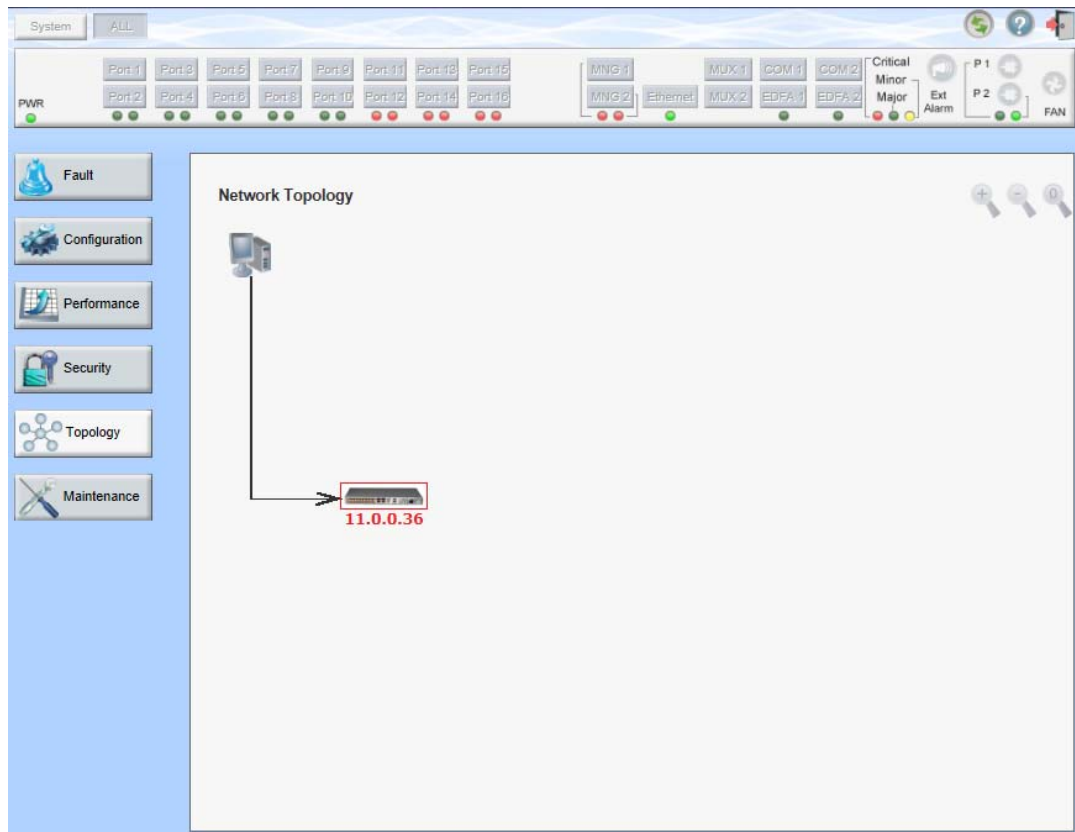 System ALL
Port 1 Port 3 Port 5 Port 7 Port 9 Port 11 Port 13 Port 15 MNG 1 MUX 1 COM 1 COM 2 Critical P 1
Minor
PWR Port 2 Port 4 Port 6 Port 8 Port 10 Port 12 Port 14 Port 16 MNG 2 Ethernet MUX 2 EDFA 1 EDFA 2 Major Ext Alarm P 2 FAN
Fault
Network Topology
Configuration
Performance
Security
Topology
Maintenance
11.0.0.36